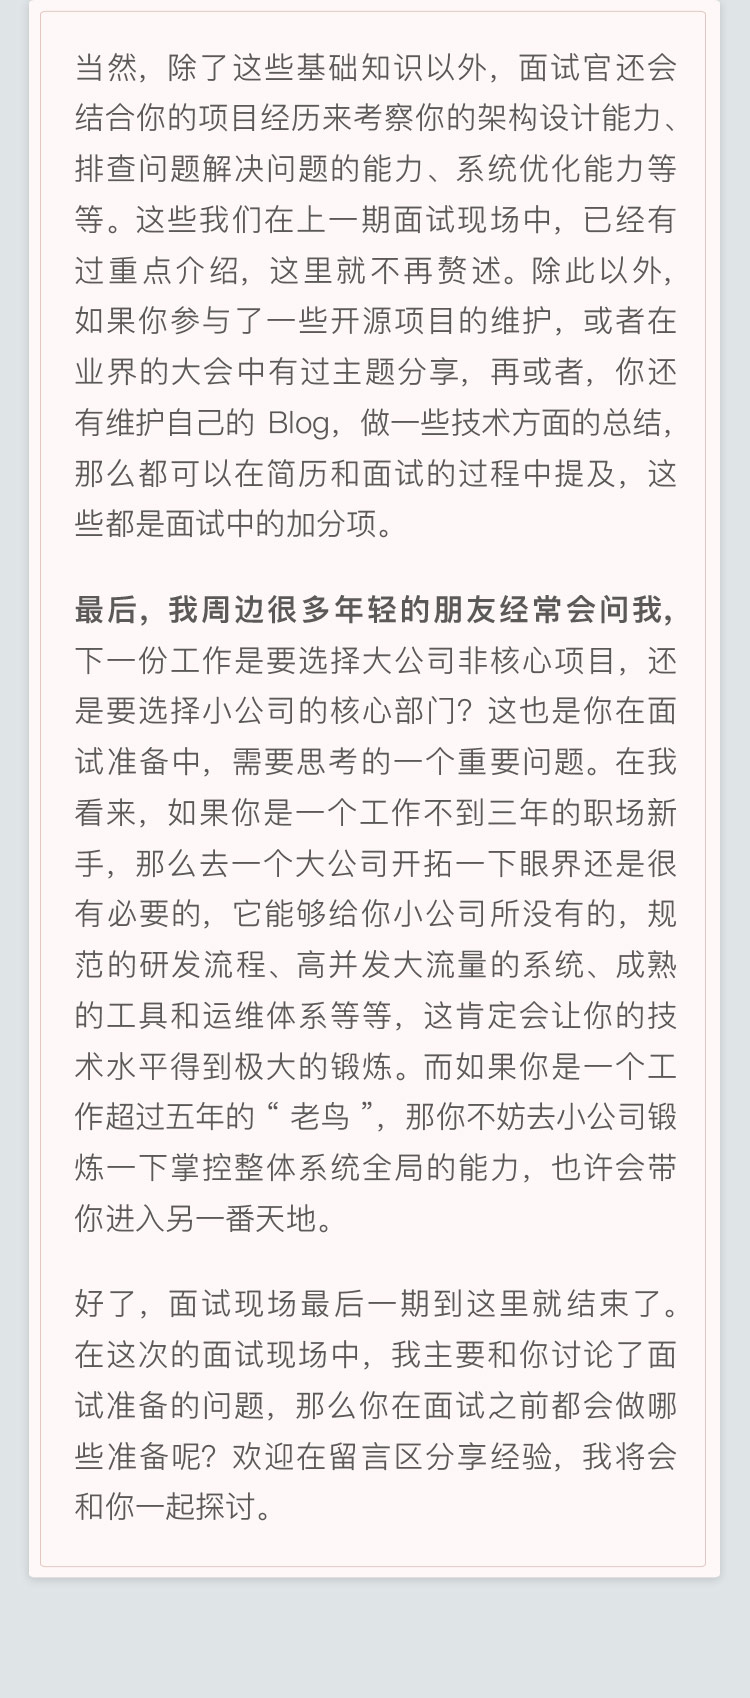 当然，除了这些基础知识以外，面试官还会
结合你的项目经历来考察你的架构设计能力、
排查问题解决问题的能力、系统优化能力等
等。这些我们在上一期面试现场中，已经有
过重点介绍，这里就不再赘述。除此以外，
如果你参与了一些开源项目的维护，或者在
业界的大会中有过主题分享，再或者，你还
有维护自己的 Blog，做一些技术方面的总结，
那么都可以在简历和面试的过程中提及，这
些都是面试中的加分项。
最后，我周边很多年轻的朋友经常会问我，
下一份工作是要选择大公司非核心项目，还
是要选择小公司的核心部门？这也是你在面
试准备中，需要思考的一个重要问题。在我
看来，如果你是一个工作不到三年的职场新
手，那么去一个大公司开拓一下眼界还是很
有必要的，它能够给你小公司所没有的，规
范的研发流程、高并发大流量的系统、成熟
的工具和运维体系等等，这肯定会让你的技
术水平得到极大的锻炼。而如果你是一个工
作超过五年的 “ 老鸟 ”，那你不妨去小公司锻
炼一下掌控整体系统全局的能力，也许会带
你进入另一番天地。
好了，面试现场最后一期到这里就结束了。
在这次的面试现场中，我主要和你讨论了面
试准备的问题，那么你在面试之前都会做哪
些准备呢？欢迎在留言区分享经验，我将会
和你一起探讨。